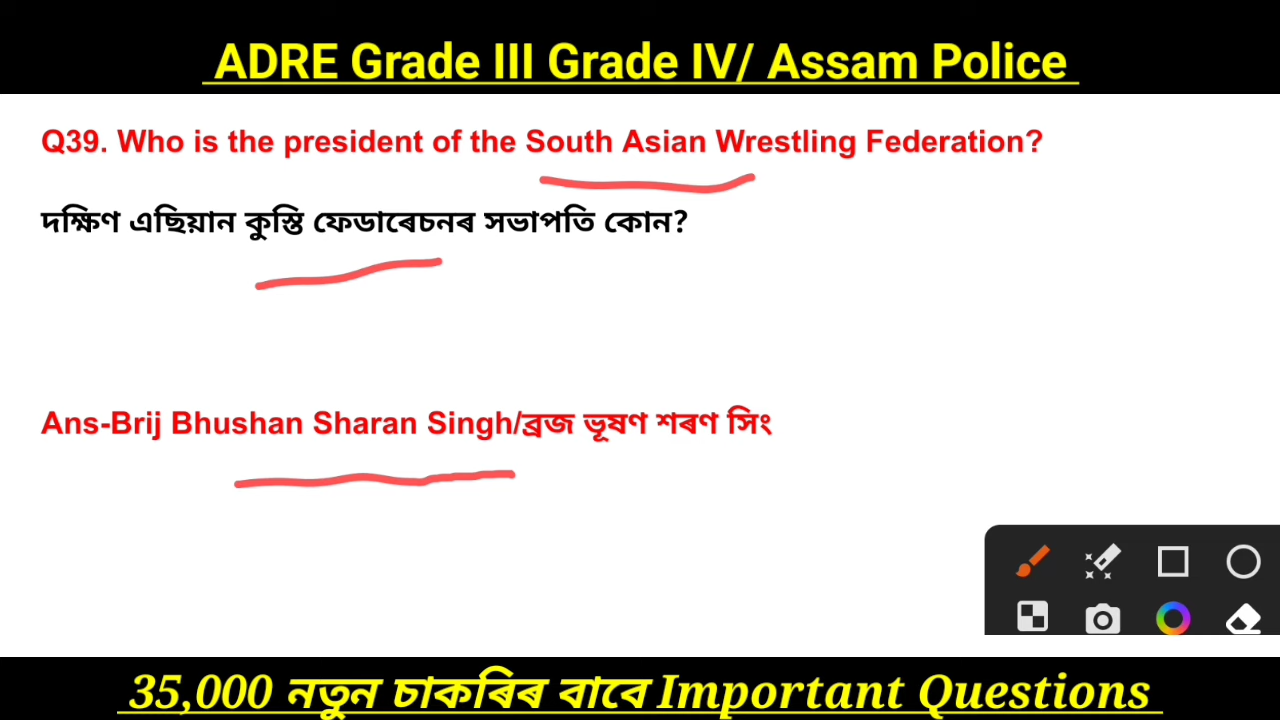 ADRE Grade III Grade IV/ Assam Police
Q39. Who is the president of the South Asian Wrestling Federation?
দক্ষিণ এছিয়ান কুস্তি ফেডাৰেচনৰ সভাপতি কোন?
Ans-Brij Bhushan Sharan Singh/ব্ৰজ ভূষণ শৰণ সিং
35,000 নতুন চাকৰিৰ বাবে Important Questions